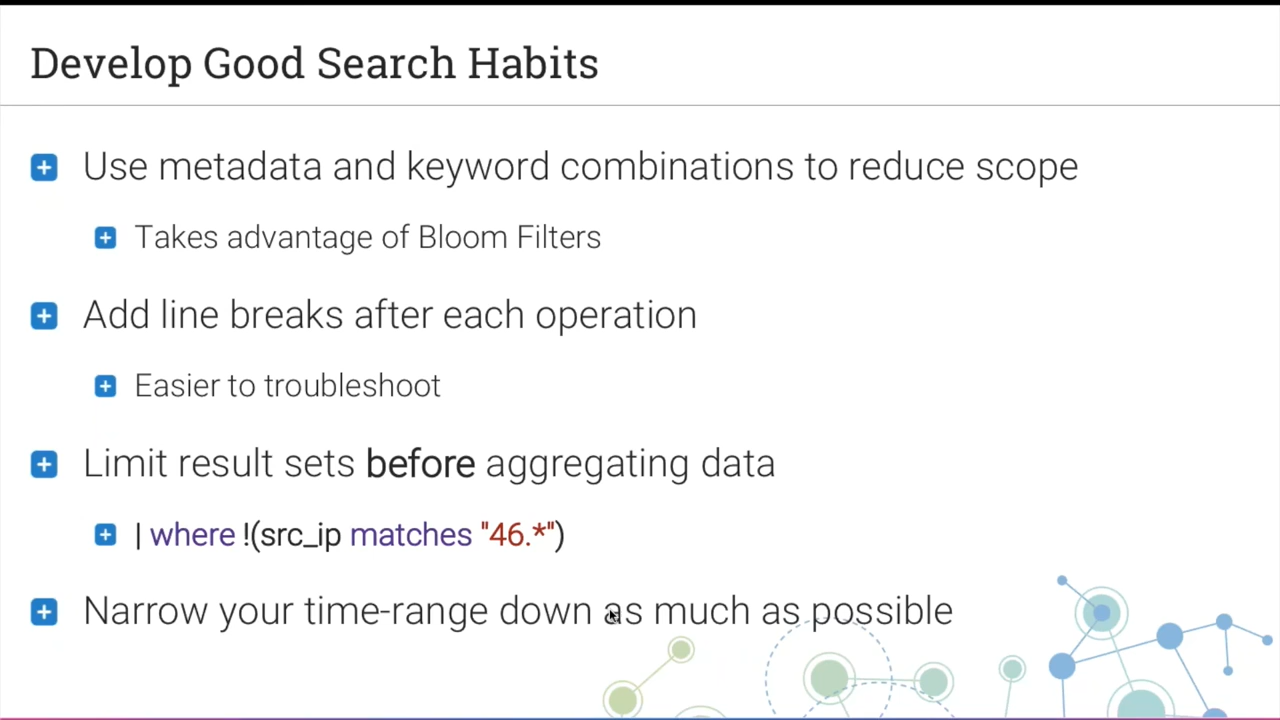 Develop Good Search Habits
Use metadata and keyword combinations to reduce scope
Takes advantage of Bloom Filters
Add line breaks after each operation
Easier to troubleshoot
Limit result sets before aggregating data
| where !(src_ip matches "46.*")
Narrow your time-range down as much as possible